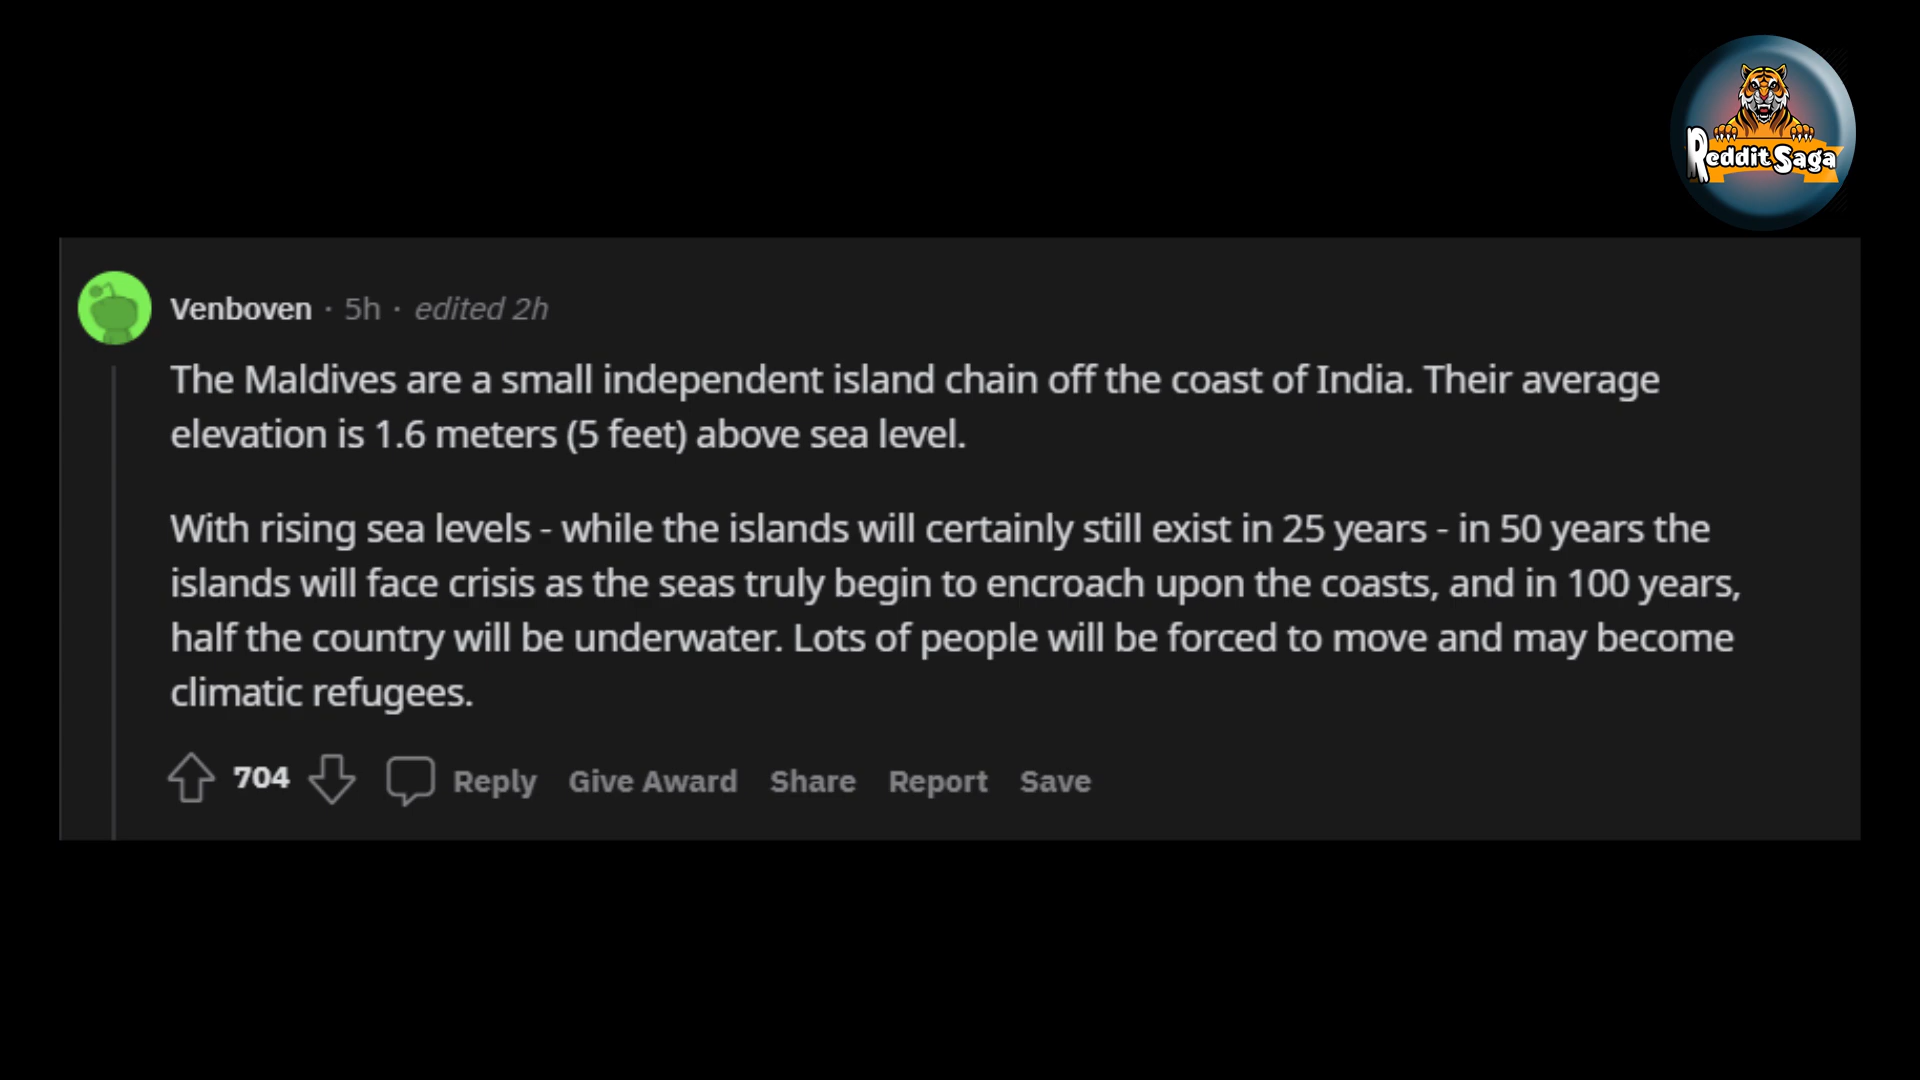 Reddit Saga
Venboven · 5h · edited 2h
The Maldives are a small independent island chain off the coast of India. Their average
elevation is 1.6 meters (5 feet) above sea level.
With rising sea levels - while the islands will certainly still exist in 25 years - in 50 years the
islands will face crisis as the seas truly begin to encroach upon the coasts, and in 100 years,
half the country will be underwater. Lots of people will be forced to move and may become
climatic refugees.
704 Reply Give Award Share Report Save